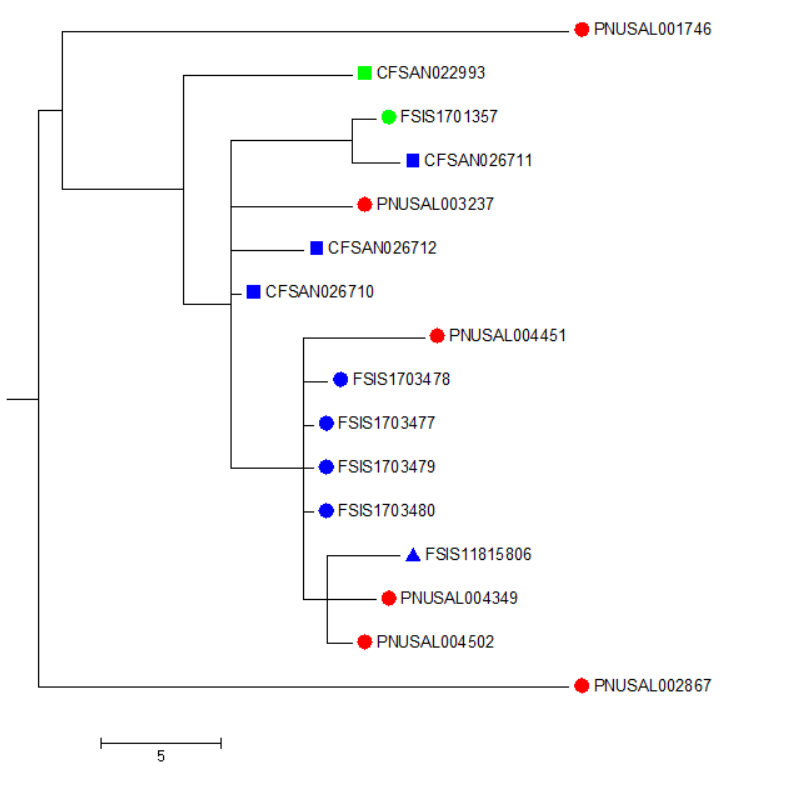 PNUSAL001746
CFSAN022993
FSIS1701357
CFSAN026711
PNUSAL003237
CFSAN026712
CFSAN026710
PNUSAL004451
FSIS1703478
FSIS1703477
FSIS1703479
FSIS1703480
FSIS11815806
PNUSAL004349
PNUSAL004502
PNUSAL002867
5